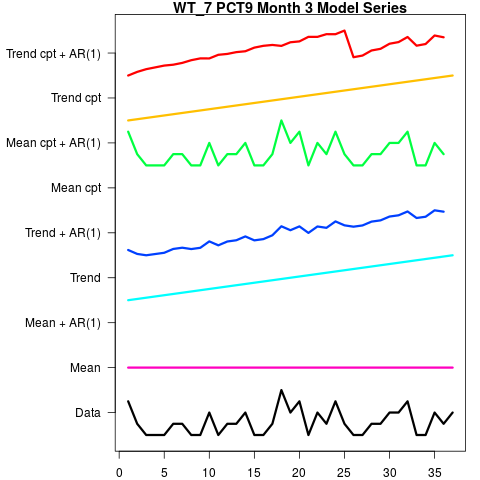 WT_7 PCT9 Month 3 Model Series
Trend cpt + AR(1)
Trend cpt
Mean cpt + AR(1)
Mean cpt
Trend + AR(1)
Trend
Mean + AR(1)
Mean
Data
0 5 10 15 20 25 30 35